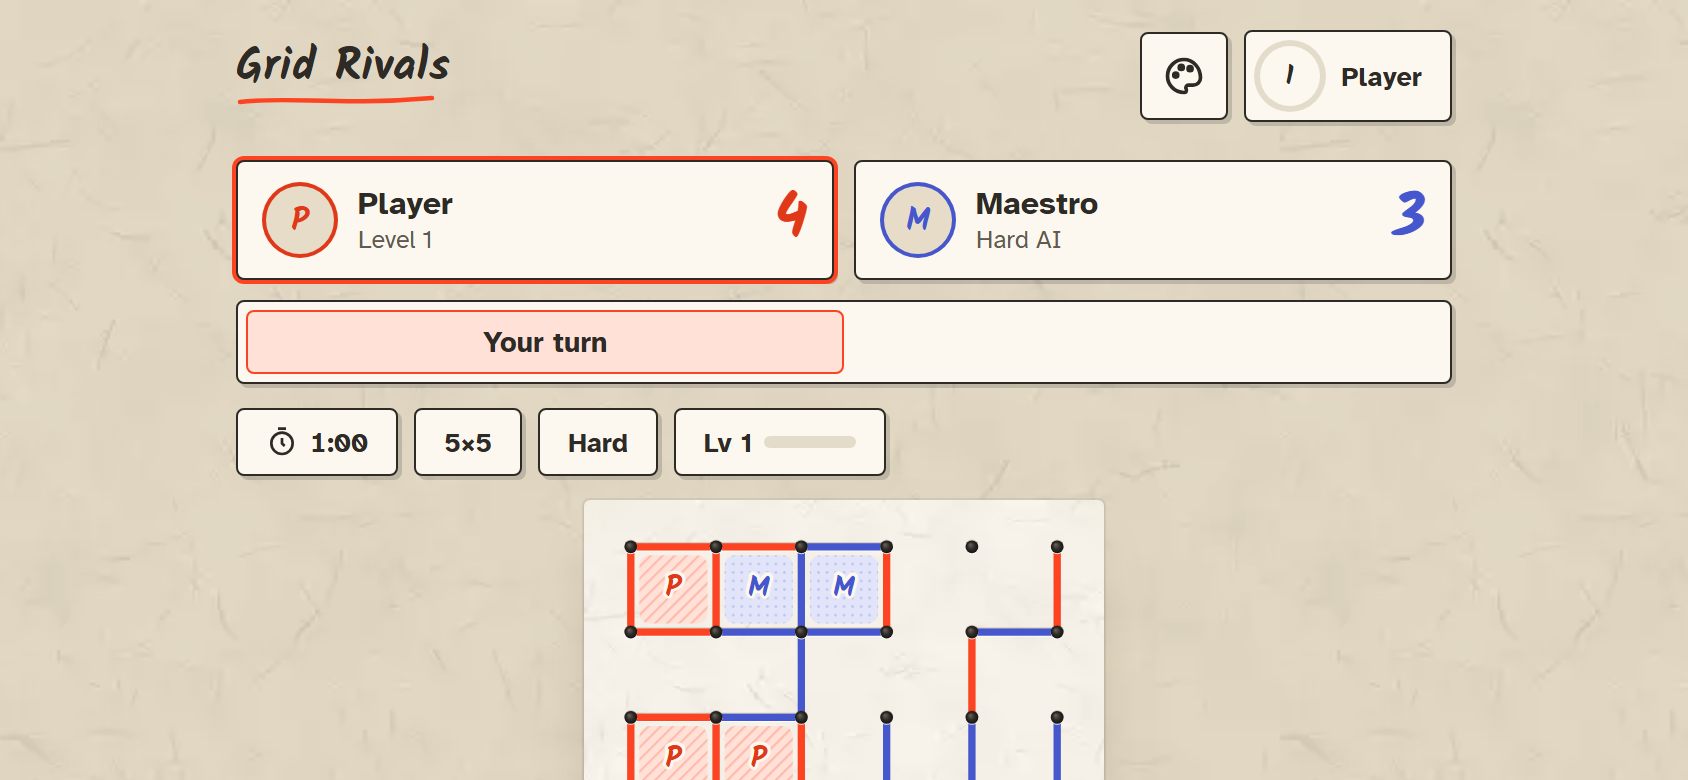 Grid Rivals
1 Player
P Player 4
Level 1
M Maestro 3
Hard AI
Your turn
1:00 5×5 Hard Lv 1
P M M
P P